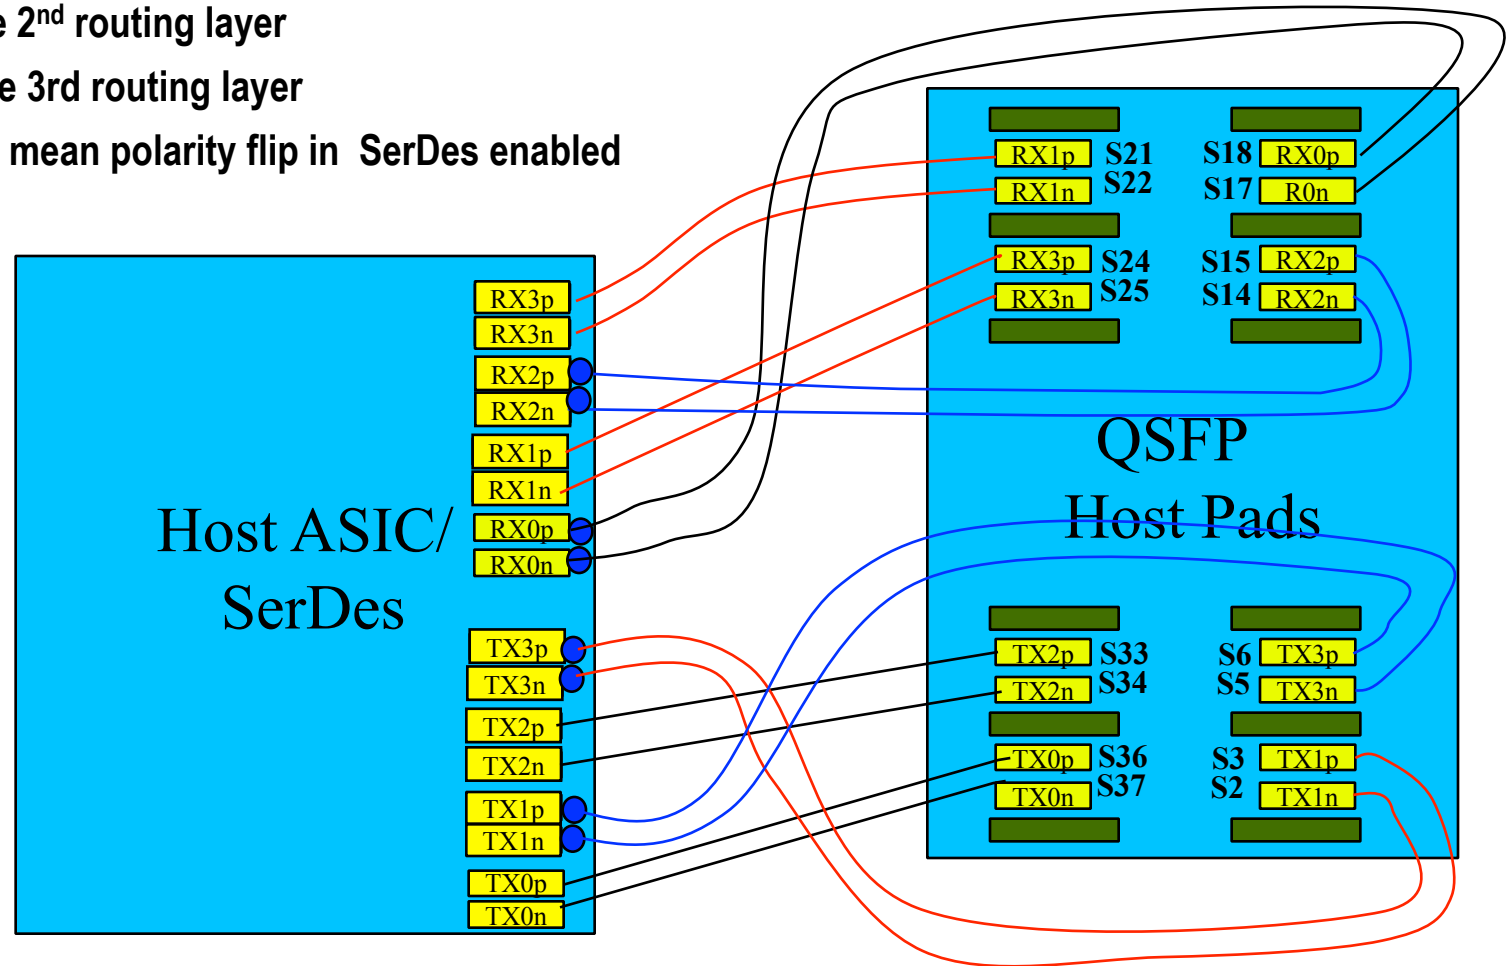 e 2nd routing layer
e 3rd routing layer
mean polarity flip in SerDes enabled
RX1p S21 S18 RX0p
RX1n S22 S17 R0n
RX3p S24 S15 RX2p
RX3n S25 S14 RX2n
QSFP
Host Pads
TX2p S33 S6 TX3p
TX2n S34 S5 TX3n
TX0p S36 S3 TX1p
TX0n S37 S2 TX1n
RX3p
RX3n
RX2p
RX2n
RX1p
RX1n
RX0p
RX0n
Host ASIC/
SerDes
TX3p
TX3n
TX2p
TX2n
TX1p
TX1n
TX0p
TX0n